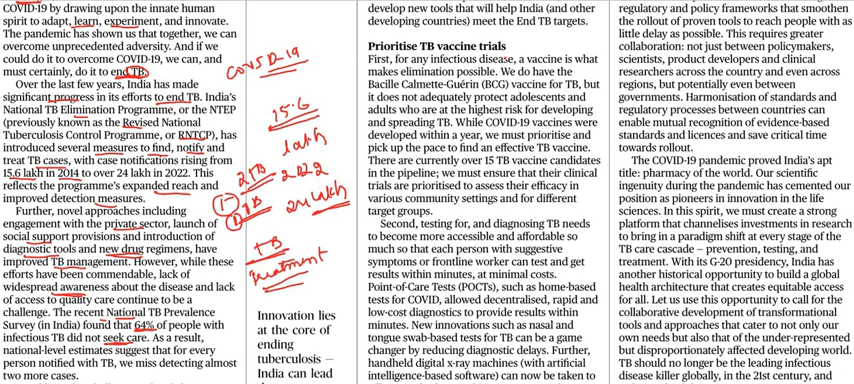 COVID-19 by drawing upon the innate human
spirit to adapt, learn, experiment, and innovate.
The pandemic has shown us that together, we can
overcome unprecedented adversity. And if we
could do it to overcome COVID-19, we can, and
must certainly, do it to end TB.
Over the last few years, India has made
significant progress in its efforts to end TB. India's
National TB Elimination Programme, or the NTEP
(previously known as the Revised National
Tuberculosis Control Programme, or RNTCP), has
introduced several measures to find, notify and
treat TB cases, with case notifications rising from
15.6 lakh in 2014 to over 24 lakh in 2022. This
reflects the programme's expanded reach and
improved detection measures.
Further, novel approaches including
engagement with the private sector, launch of
social support provisions and introduction of
diagnostic tools and new drug regimens, have
improved TB management. However, while these
efforts have been commendable, lack of
widespread awareness about the disease and lack
of access to quality care continue to be a
challenge. The recent National TB Prevalence
Survey (in India) found that 64% of people with
infectious TB did not seek care. As a result,
national-level estimates suggest that for every
person notified with TB, we miss detecting almost
two more cases.
COVID-19
15.6
lakh
2TB 2022
1- 1TB 24 lakh
TB
Treatment
Innovation lies
at the core of
ending
tuberculosis —
India can lead
develop new tools that will help India (and other
developing countries) meet the End TB targets.
Prioritise TB vaccine trials
First, for any infectious disease, a vaccine is what
makes elimination possible. We do have the
Bacille Calmette-Guérin (BCG) vaccine for TB, but
it does not adequately protect adolescents and
adults who are at the highest risk for developing
and spreading TB. While COVID-19 vaccines were
developed within a year, we must prioritise and
pick up the pace to find an effective TB vaccine.
There are currently over 15 TB vaccine candidates
in the pipeline; we must ensure that their clinical
trials are prioritised to assess their efficacy in
various community settings and for different
target groups.
Second, testing for, and diagnosing TB needs
to become more accessible and affordable so
much so that each person with suggestive
symptoms or frontline worker can test and get
results within minutes, at minimal costs.
Point-of-Care Tests (POCTs), such as home-based
tests for COVID, allowed decentralised, rapid and
low-cost diagnostics to provide results within
minutes. New innovations such as nasal and
tongue swab-based tests for TB can be a game
changer by reducing diagnostic delays. Further,
handheld digital x-ray machines (with artificial
intelligence-based software) can now be taken to
regulatory and policy frameworks that smoothen
the rollout of proven tools to reach people with as
little delay as possible. This requires greater
collaboration: not just between policymakers,
scientists, product developers and clinical
researchers across the country and even across
regions, but potentially even between
governments. Harmonisation of standards and
regulatory processes between countries can
enable mutual recognition of evidence-based
standards and licences and save critical time
towards rollout.
The COVID-19 pandemic proved India's apt
title: pharmacy of the world. Our scientific
ingenuity during the pandemic has cemented our
position as pioneers in innovation in the life
sciences. In this spirit, we must create a strong
platform that channelises investments in research
to bring in a paradigm shift at every stage of the
TB care cascade — prevention, testing, and
treatment. With its G-20 presidency, India has
another historical opportunity to build a global
health architecture that creates equitable access
for all. Let us use this opportunity to call for the
collaborative development of transformational
tools and approaches that cater to not only our
own needs but also that of the under-represented
but disproportionately affected developing world.
TB should no longer be the leading infectious
disease killer globally, in the 21st century, and